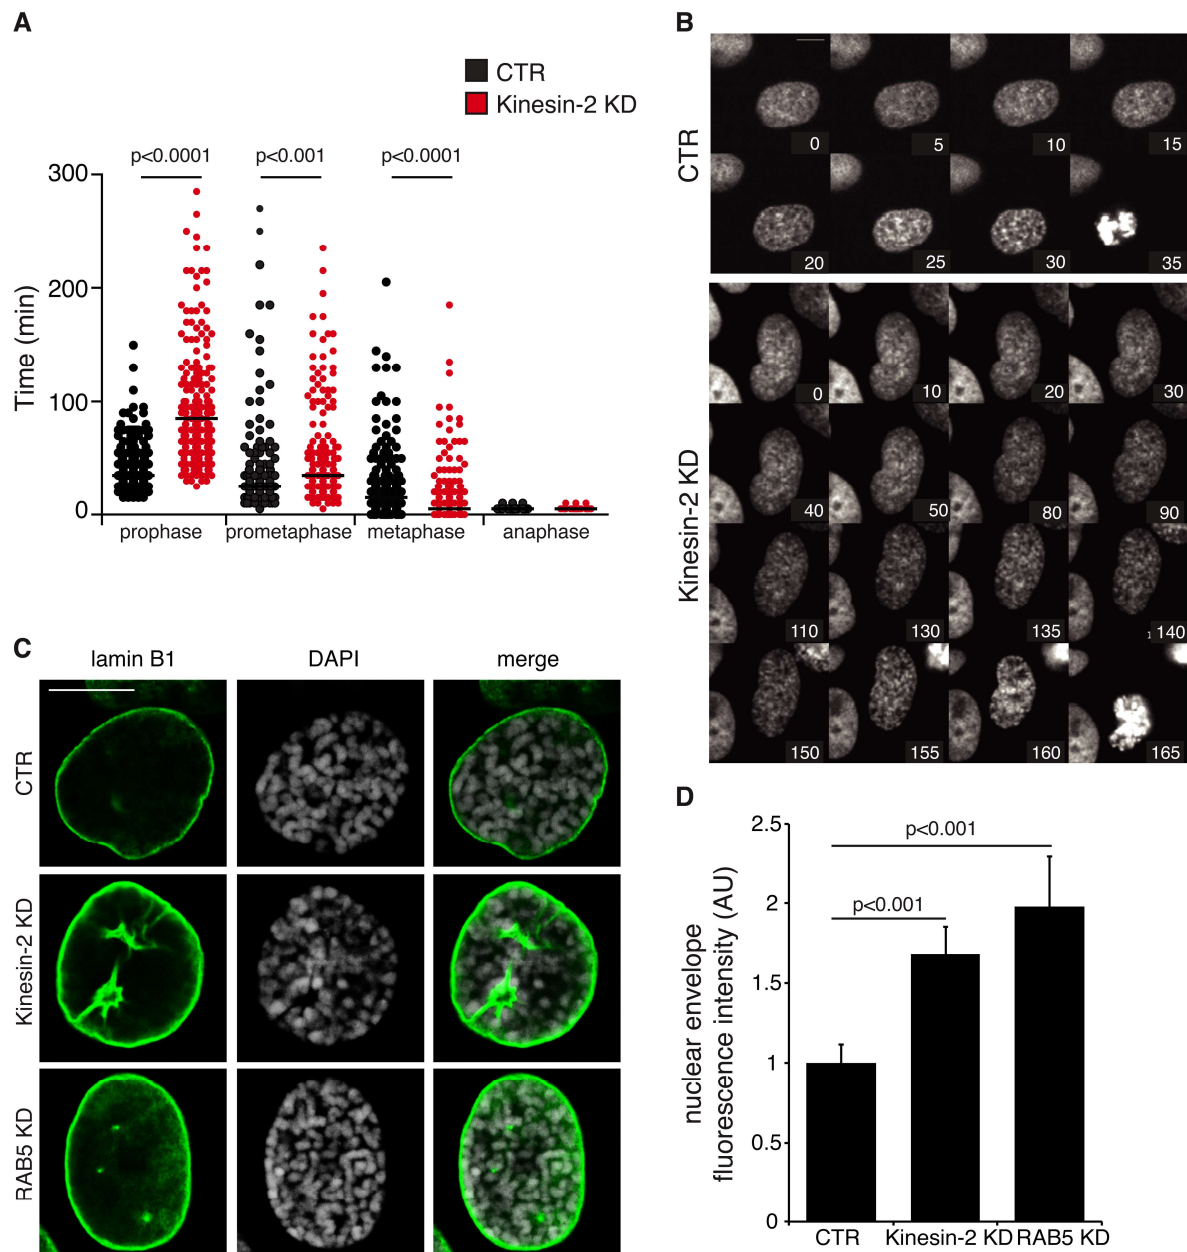 A
CTR
Kinesin-2 KD
p<0.0001
p<0.001
p<0.0001
Time (min)
300
200
100
0
prophase
prometaphase
metaphase
anaphase
B
CTR
0
5
10
15
20
25
30
35
Kinesin-2 KD
0
10
20
30
40
50
80
90
110
130
135
140
150
155
160
165
C
lamin B1
DAPI
merge
CTR
Kinesin-2 KD
RAB5 KD
D
nuclear envelope
fluorescence intensity (AU)
2.5
2
1.5
1
0.5
0
p<0.001
p<0.001
CTR
Kinesin-2 KD
RAB5 KD